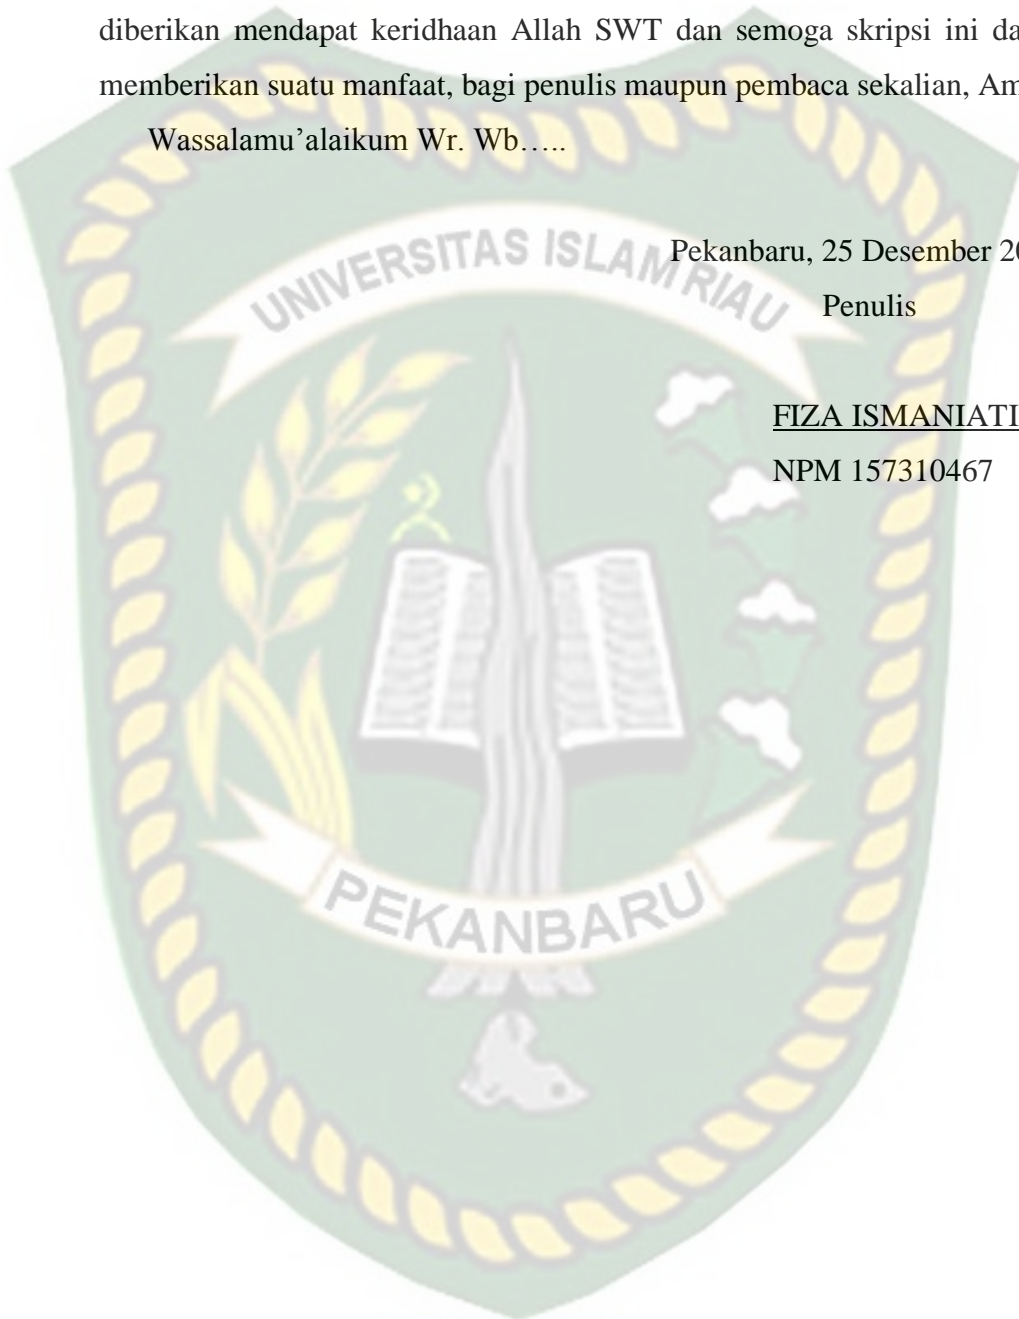 diberikan mendapat keridhaan Allah SWT dan semoga skripsi ini da
memberikan suatu manfaat, bagi penulis maupun pembaca sekalian, Am
Wassalamu’alaikum Wr. Wb…..
UNIVERSITAS ISLAM RIAU
Pekanbaru, 25 Desember 20
Penulis
FIZA ISMANIATI
NPM 157310467
PEKANBARU